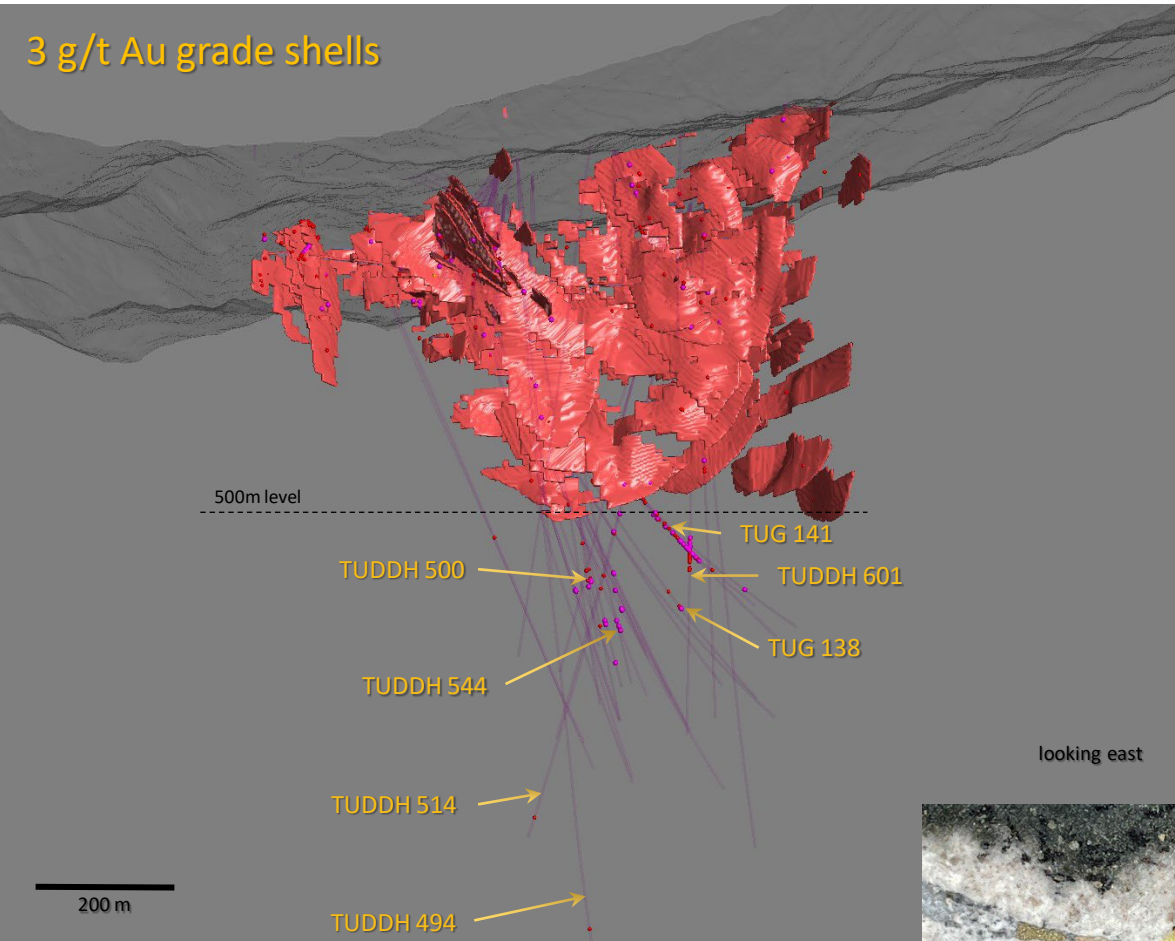 3 g/t Au grade shells
500m level
TUG 141
TUDDH 500
TUDDH 601
TUG 138
TUDDH 544
looking east
TUDDH 514
200 m
TUDDH 494